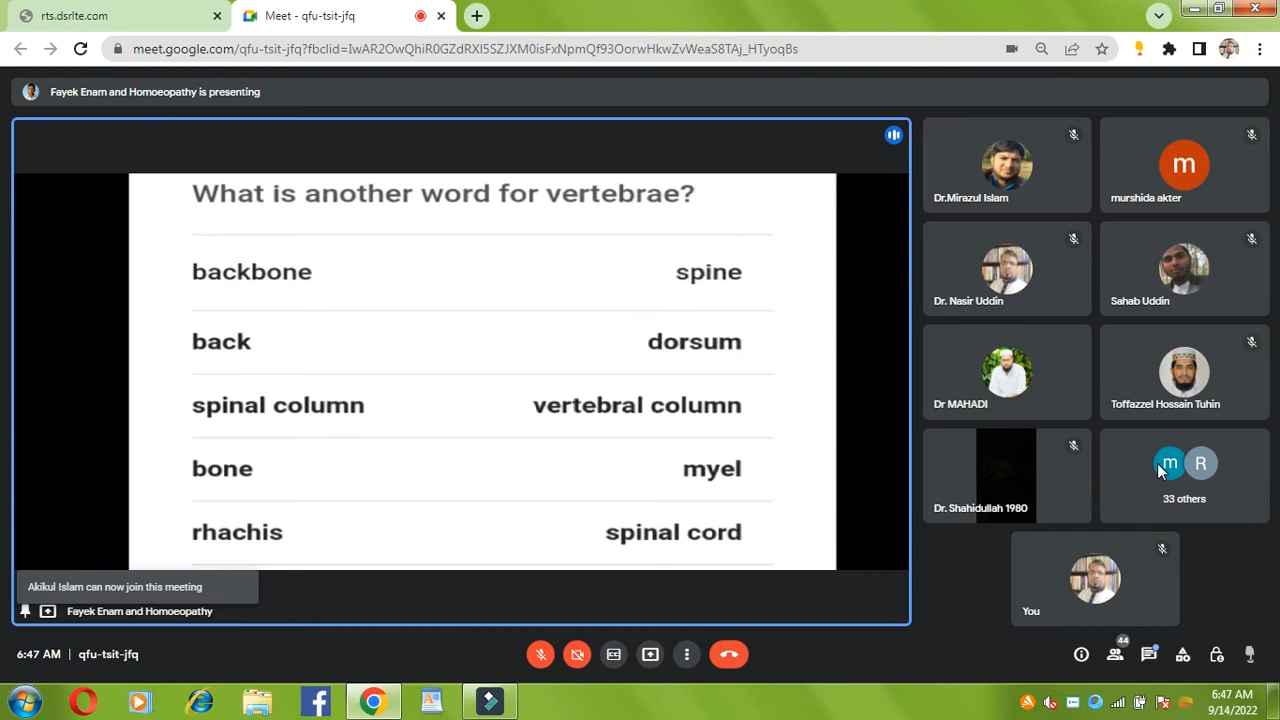 rts.dsrlte.com
Meet - qfu-tsit-jfq
meet.google.com/qfu-tsit-jfq?fbclid=IwAR2OwQhiR0GZdRXI5SZJXM0isFxNpmQf93OorwHkwZvWeaS8TAj_HTyoqBs
Fayek Enam and Homoeopathy is presenting
What is another word for vertebrae?
backbone spine
back dorsum
spinal column vertebral column
bone myel
rhachis spinal cord
Akikul Islam can now join this meeting
Fayek Enam and Homoeopathy
m
Dr.Mirazul Islam
murshida akter
Dr. Nasir Uddin
Sahab Uddin
Dr MAHADI
Toffazzel Hossain Tuhin
m R
Dr. Shahidullah 1980
33 others
You
6:47 AM | qfu-tsit-jfq
44
6:47 AM
9/14/2022